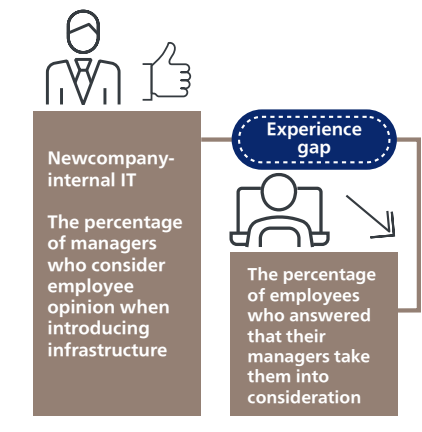 Experience
gap
Newcompany-
internal IT
The percentage
of managers
who consider
employee
opinion when
introducing
infrastructure
The percentage
of employees
who answered
that their
managers take
them into
consideration